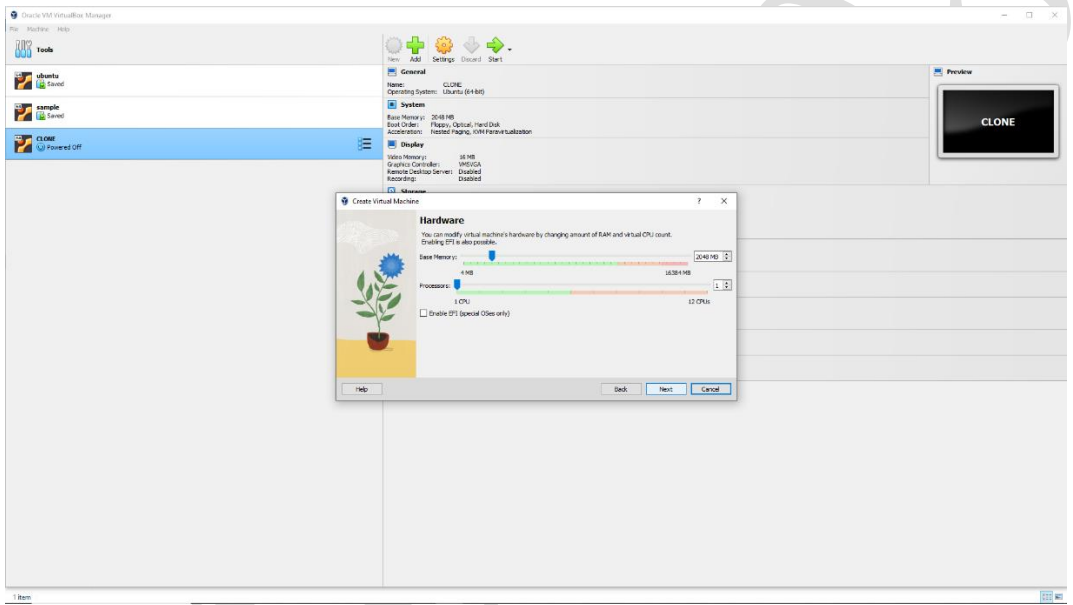 Oracle VM VirtualBox Manager
File Machine Help
Tools
New Add Settings Discard Start
ubuntu
Saved
sample
Saved
CLONE
Powered Off
General
Name: CLONE
Operating System: Ubuntu (64-bit)
System
Base Memory: 2048 MB
Boot Order: Floppy, Optical, Hard Disk
Acceleration: Nested Paging, KVM Paravirtualization
Display
Video Memory: 16 MB
Graphics Controller: VMSVGA
Remote Desktop Server: Disabled
Recording: Disabled
Storage
Preview
CLONE
Create Virtual Machine
? X
Hardware
You can modify virtual machine's hardware by changing amount of RAM and virtual CPU count.
Enabling EFI is also possible.
Base Memory: 2048 MB
4 MB 16384 MB
Processors: 1
1 CPU 12 CPUs
Enable EFI (special OSes only)
Help Back Next Cancel
1 item